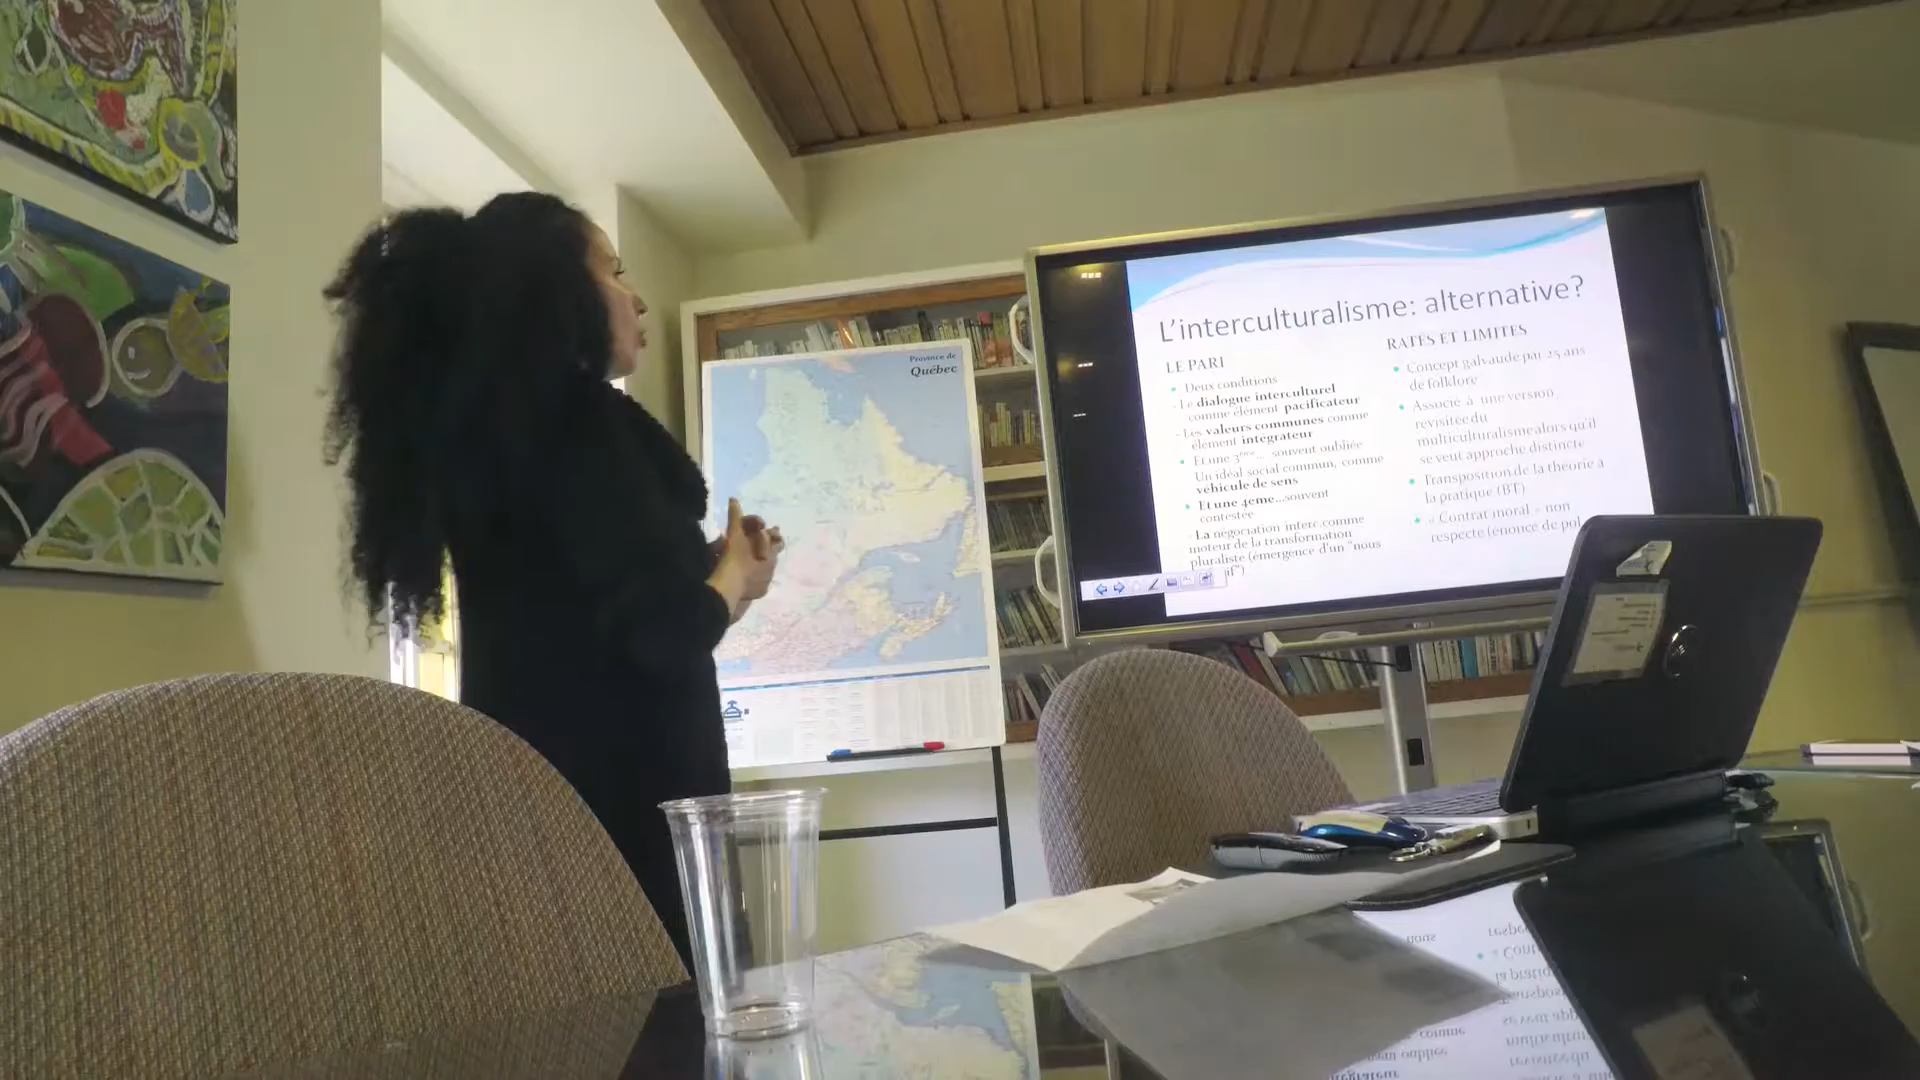 Province de
Québec
L'interculturalisme: alternative?
LE PARI
• Deux conditions
- Le dialogue interculturel
comme élément pacificateur
- Les valeurs communes comme
élément intégrateur
• Et une 3ème... souvent oubliée
Un idéal social commun, comme
véhicule de sens
• Et une 4eme...souvent
contestée
- La négociation interc.comme
moteur de la transformation
pluraliste (émergence d'un "nous
if")
RATÉS ET LIMITES
• Concept galvaudé par 25 ans
de folklore
• Associé à une version
revisitée du
multiculturalisme alors qu'il
se veut approche distincte
• Transposition de la théorie à
la pratique (BT)
• « Contrat moral » non
respecté (énoncé de pol